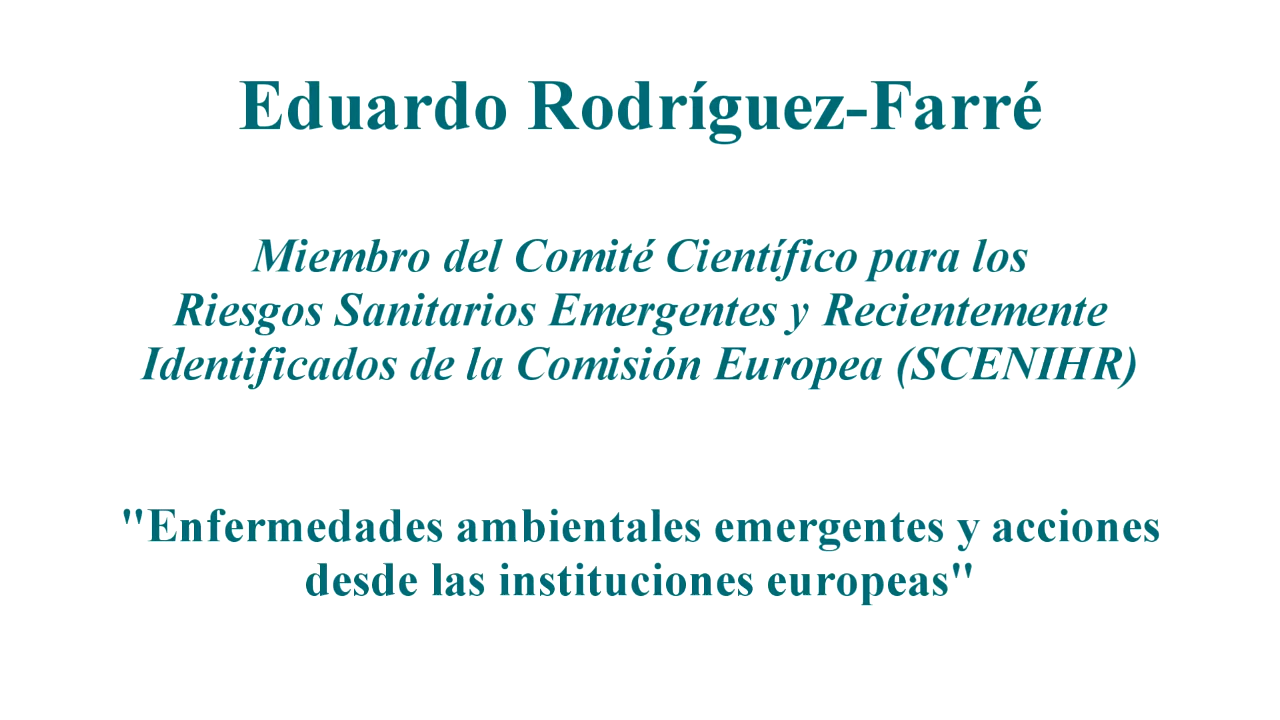 Eduardo Rodríguez-Farré
Miembro del Comité Científico para los
Riesgos Sanitarios Emergentes y Recientemente
Identificados de la Comisión Europea (SCENIHR)
"Enfermedades ambientales emergentes y acciones
desde las instituciones europeas"